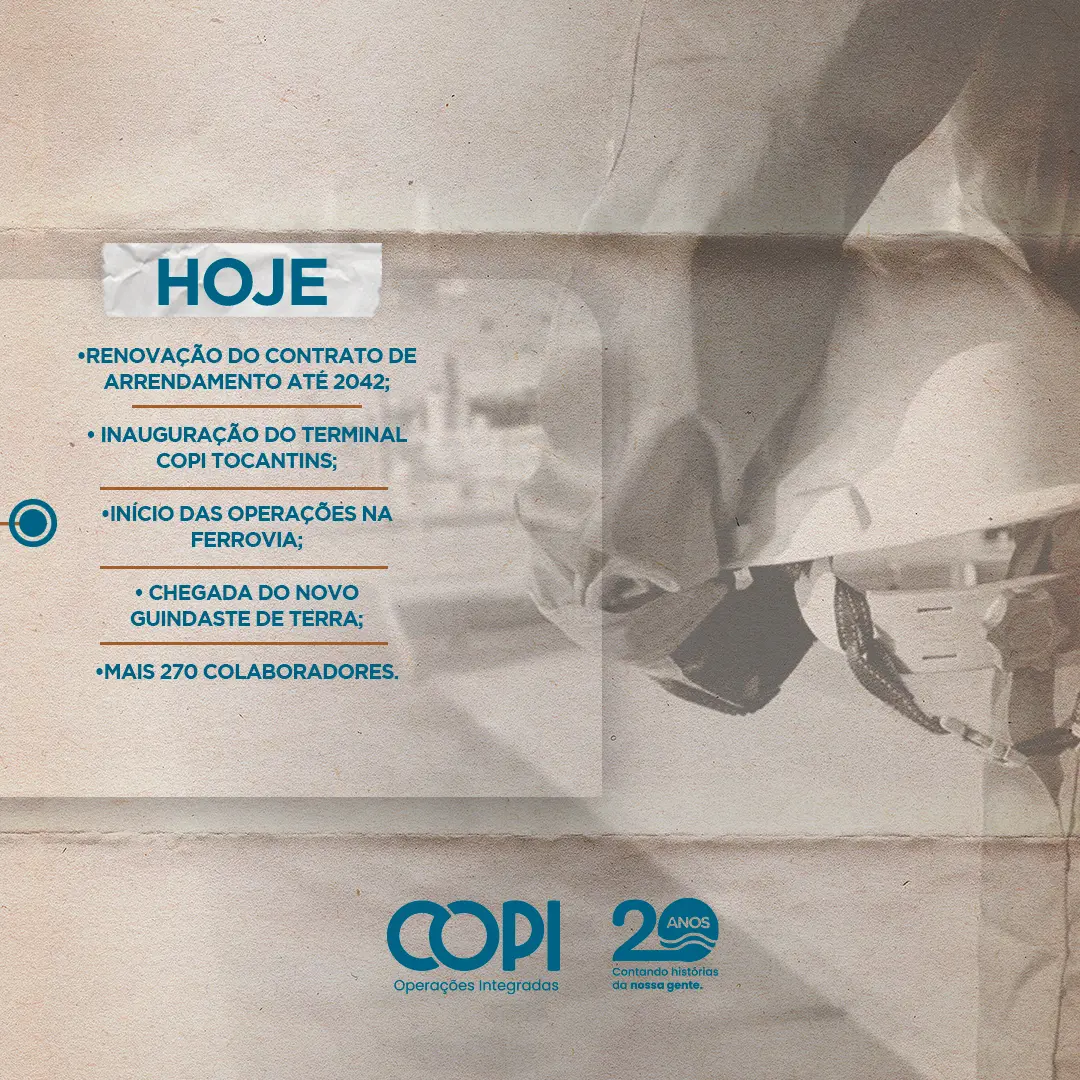 HOJE
•RENOVAÇÃO DO CONTRATO DE
ARRENDAMENTO ATÉ 2042;
• INAUGURAÇÃO DO TERMINAL
COPI TOCANTINS;
•INÍCIO DAS OPERAÇÕES NA
FERROVIA;
• CHEGADA DO NOVO
GUINDASTE DE TERRA;
•MAIS 270 COLABORADORES.
COPI
Operações Integradas
20 ANOS
Contando histórias
da nossa gente.